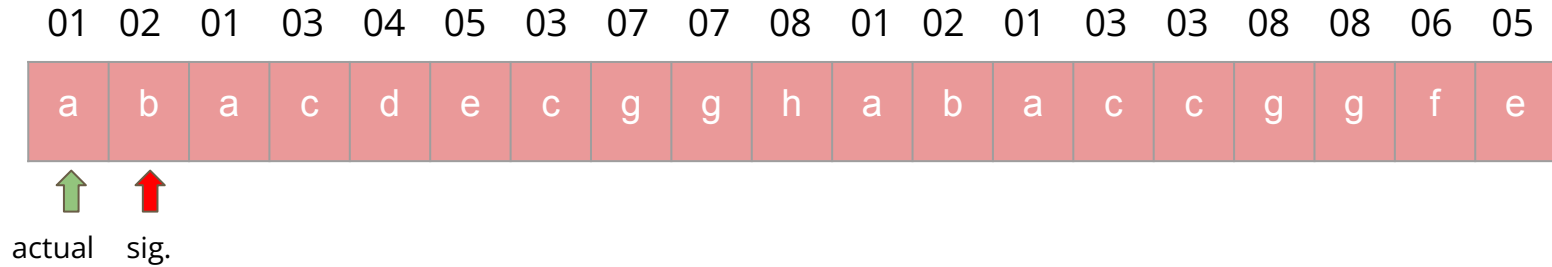 01 02 01 03 04 05 03 07 07 08 01 02 01 03 03 08 08 06 05
a b a c d e c g g h a b a c c g g f e
actual sig.